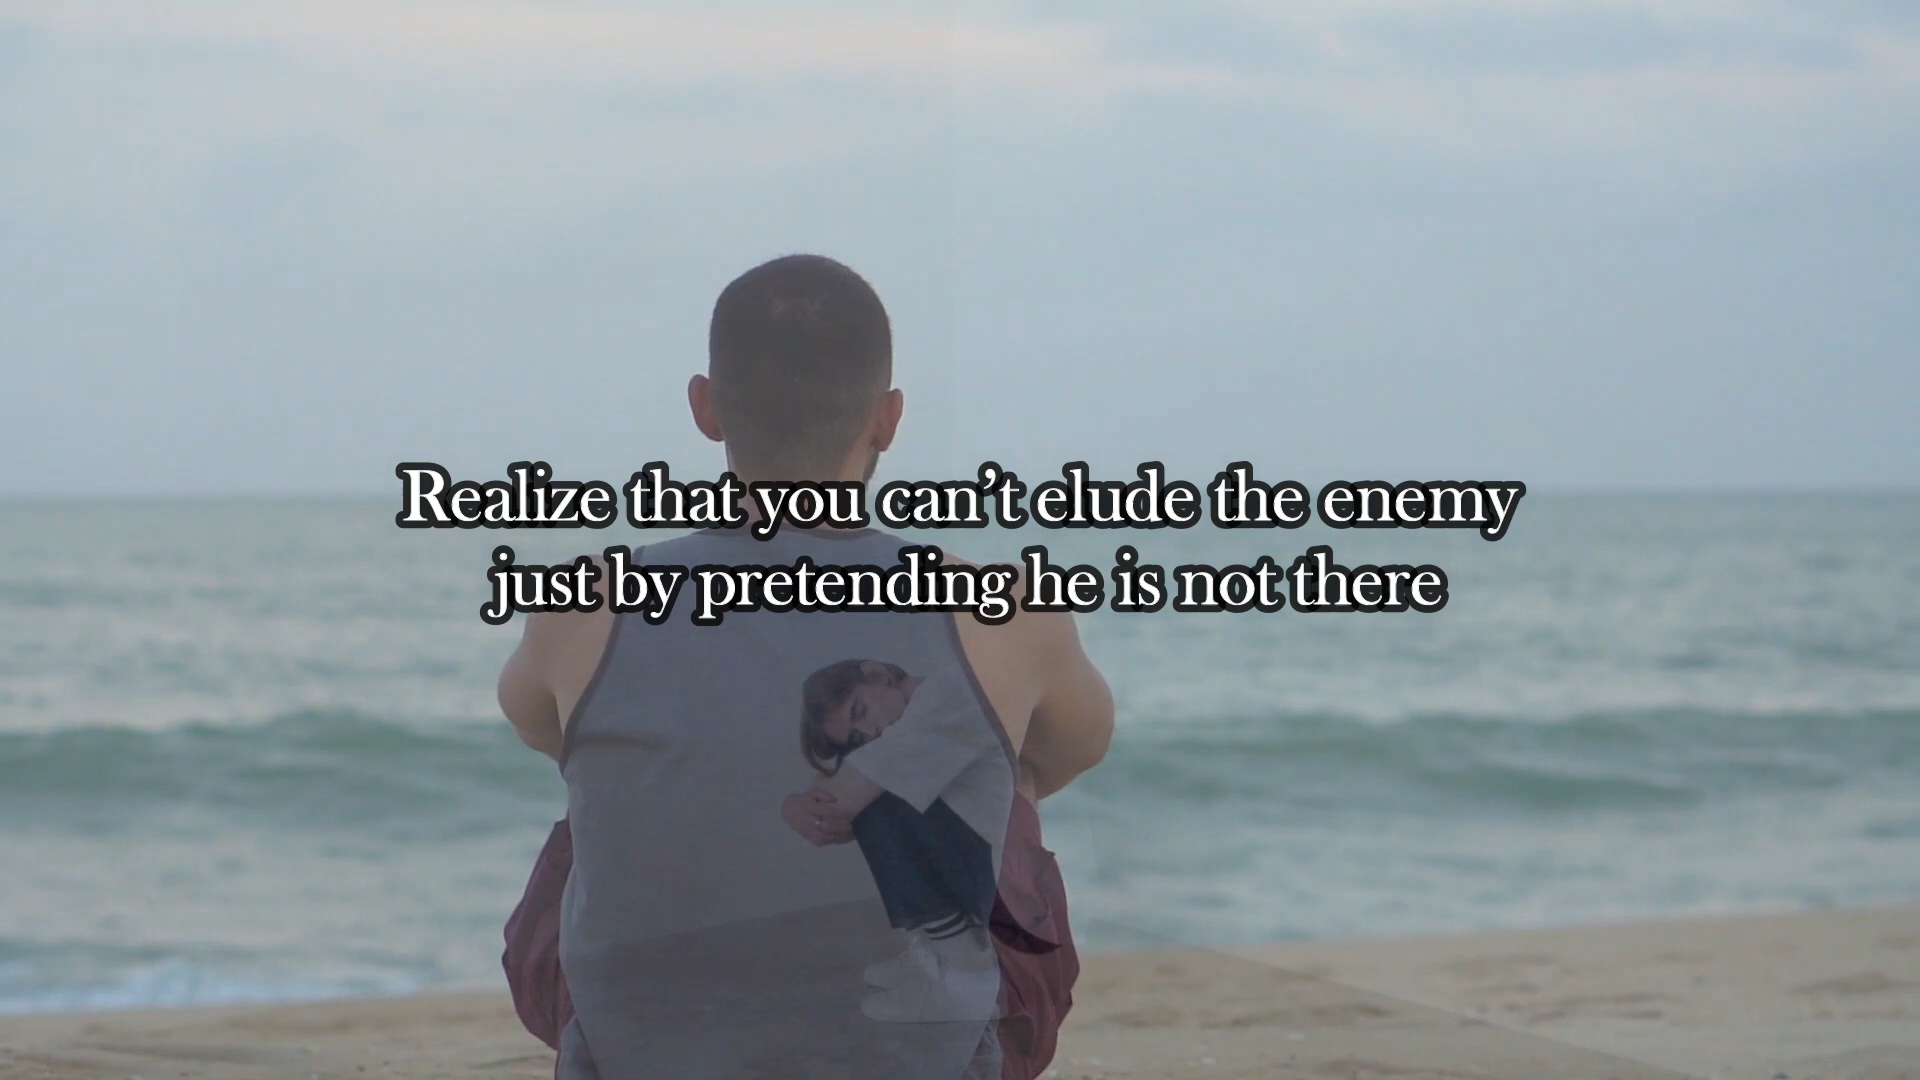 Realize that you can’t elude the enemy
just by pretending he is not there